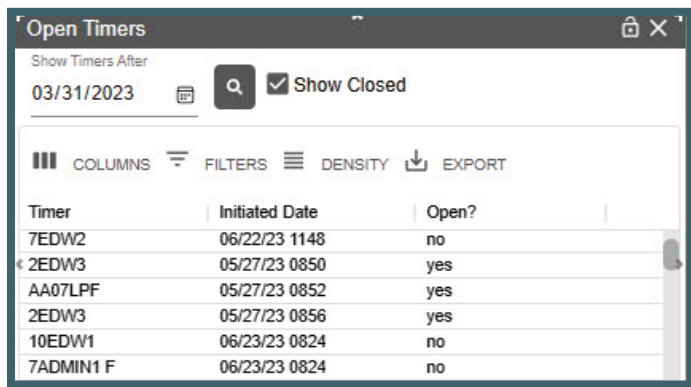 Open Timers
Show Timers After
03/31/2023
Show Closed
COLUMNS FILTERS DENSITY EXPORT
Timer Initiated Date Open?
7EDW2 06/22/23 1148 no
2EDW3 05/27/23 0850 yes
AA07LPF 05/27/23 0852 yes
2EDW3 05/27/23 0856 yes
10EDW1 06/23/23 0824 no
7ADMIN1 F 06/23/23 0824 no